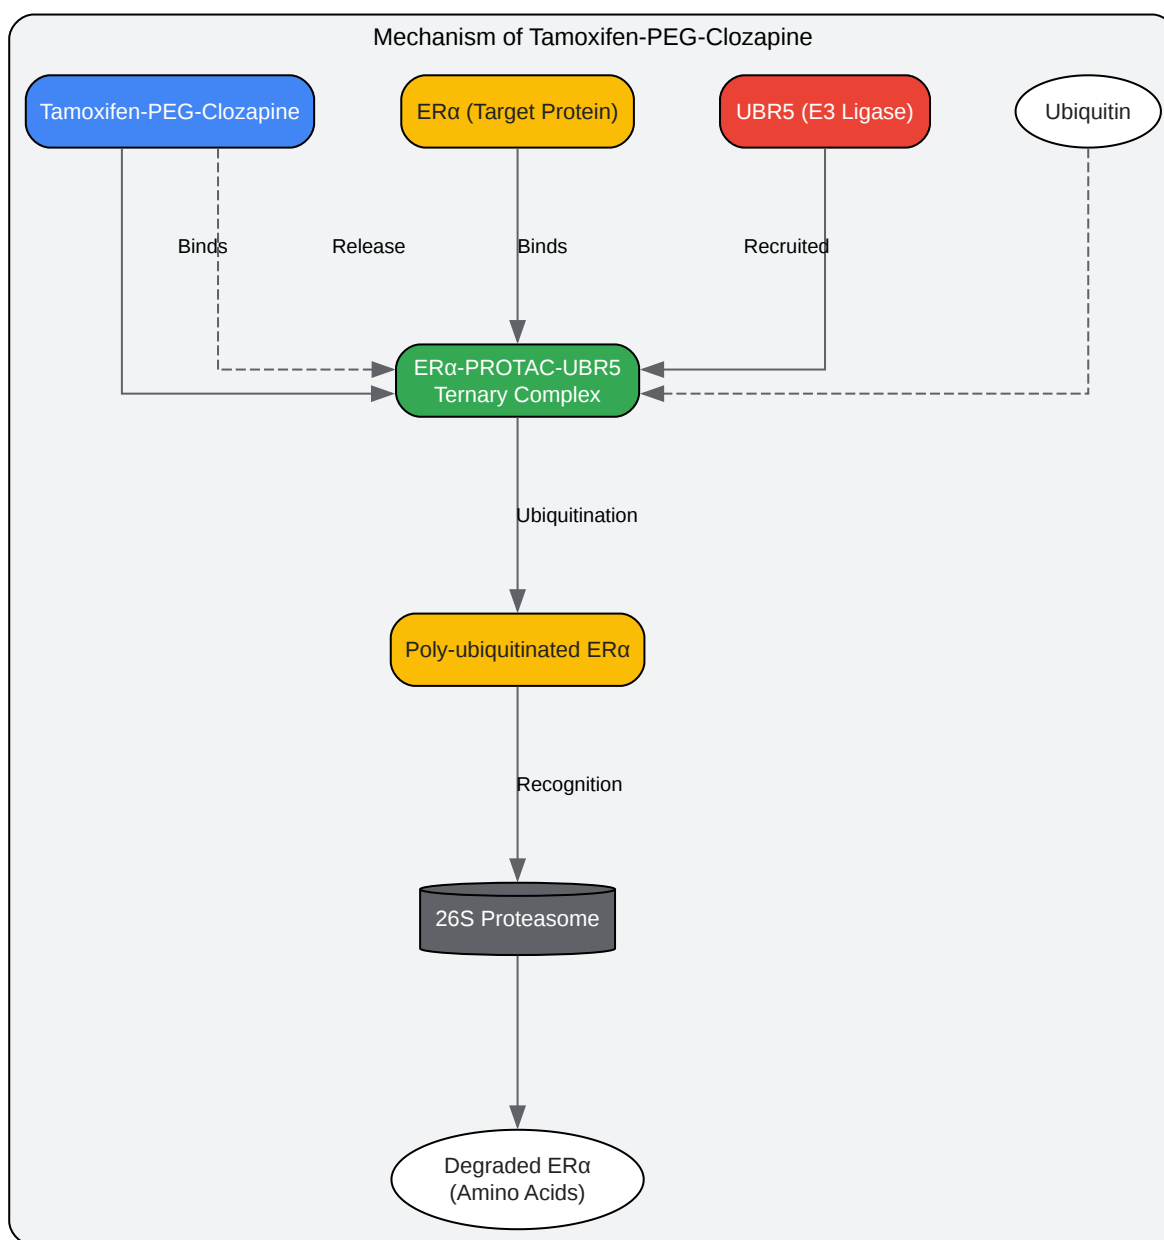 Mechanism of Tamoxifen-PEG-Clozapine
Tamoxifen-PEG-Clozapine
ERα (Target Protein)
UBR5 (E3 Ligase)
Ubiquitin
Binds
Release
Binds
Recruited
ERα-PROTAC-UBR5
Ternary Complex
Ubiquitination
Poly-ubiquitinated ERα
Recognition
26S Proteasome
Degraded ERα
(Amino Acids)